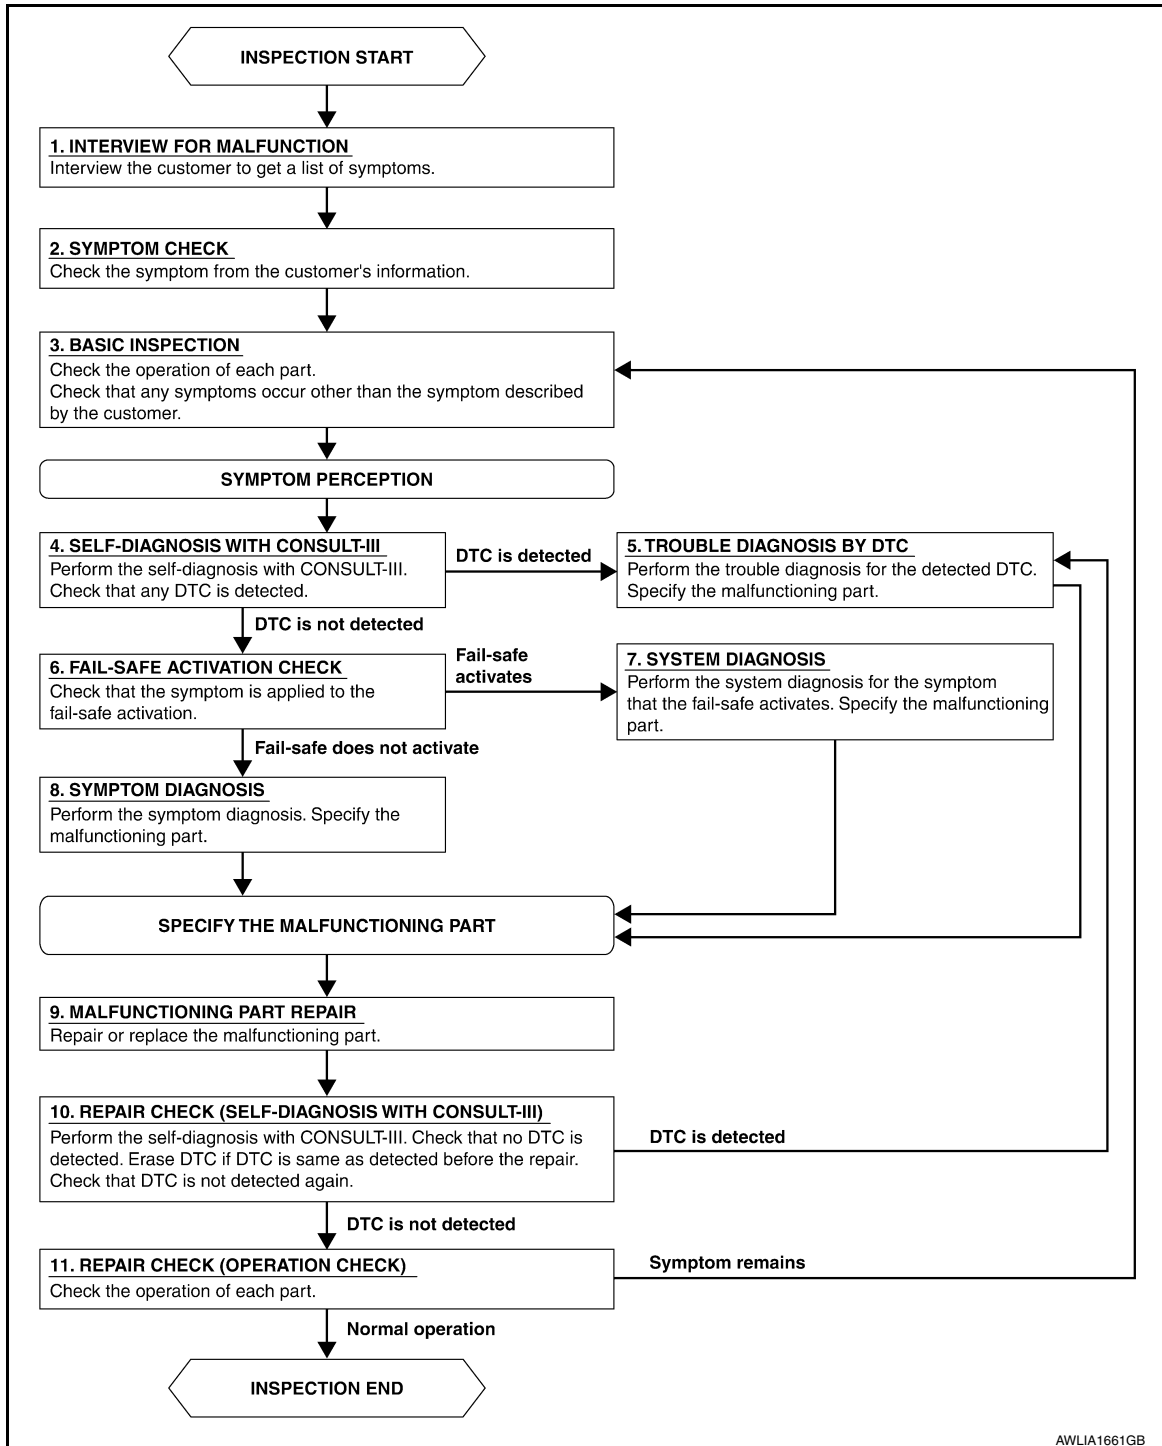 INSPECTION START
1. INTERVIEW FOR MALFUNCTION
Interview the customer to get a list of symptoms.
2. SYMPTOM CHECK
Check the symptom from the customer's information.
3. BASIC INSPECTION
Check the operation of each part.
Check that any symptoms occur other than the symptom described
by the customer.
SYMPTOM PERCEPTION
4. SELF-DIAGNOSIS WITH CONSULT-III
Perform the self-diagnosis with CONSULT-III.
Check that any DTC is detected.
DTC is detected
5. TROUBLE DIAGNOSIS BY DTC
Perform the trouble diagnosis for the detected DTC.
Specify the malfunctioning part.
DTC is not detected
6. FAIL-SAFE ACTIVATION CHECK
Check that the symptom is applied to the
fail-safe activation.
Fail-safe
activates
7. SYSTEM DIAGNOSIS
Perform the system diagnosis for the symptom
that the fail-safe activates. Specify the malfunctioning
part.
Fail-safe does not activate
8. SYMPTOM DIAGNOSIS
Perform the symptom diagnosis. Specify the
malfunctioning part.
SPECIFY THE MALFUNCTIONING PART
9. MALFUNCTIONING PART REPAIR
Repair or replace the malfunctioning part.
10. REPAIR CHECK (SELF-DIAGNOSIS WITH CONSULT-III)
Perform the self-diagnosis with CONSULT-III. Check that no DTC is
detected. Erase DTC if DTC is same as detected before the repair.
Check that DTC is not detected again.
DTC is detected
DTC is not detected
11. REPAIR CHECK (OPERATION CHECK)
Check the operation of each part.
Symptom remains
Normal operation
INSPECTION END
AWLIA1661GB